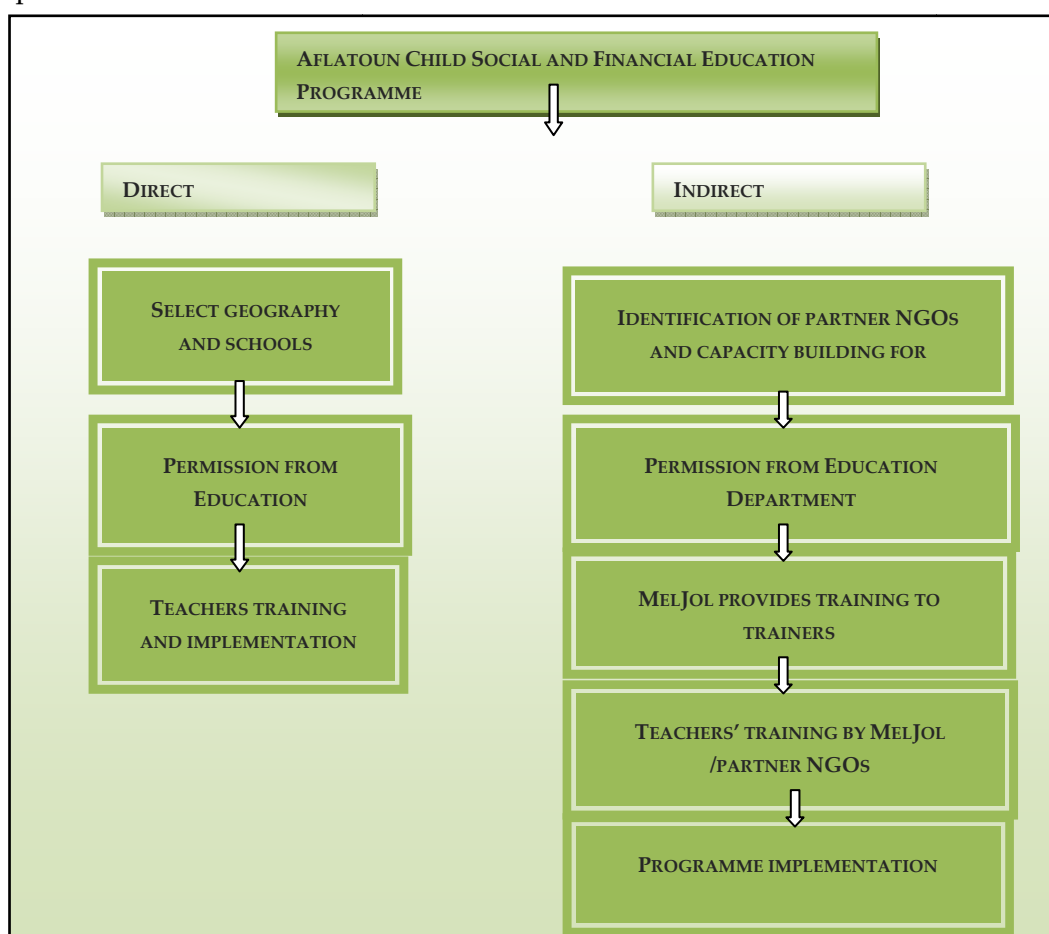 Aflatoun Child Social and Financial Education
Programme
Direct
Indirect
Select geography
and schools
Permission from
Education
Teachers training
and implementation
Identification of partner NGOs
and capacity building for
Permission from Education
Department
MelJol provides training to
trainers
Teachers’ training by MelJol
/partner NGOs
Programme implementation